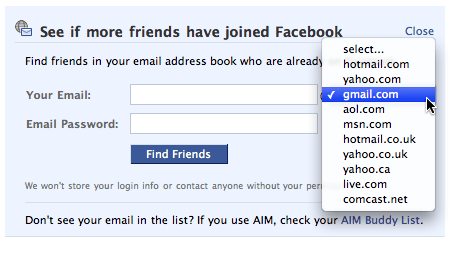 See if more friends have joined Facebook
Close
Find friends in your email address book who are already
Your Email:
Email Password:
select...
hotmail.com
yahoo.com
✓ gmail.com
aol.com
msn.com
hotmail.co.uk
yahoo.co.uk
yahoo.ca
live.com
comcast.net
Find Friends
We won't store your login info or contact anyone without your
Don't see your email in the list? If you use AIM, check your AIM Buddy List.